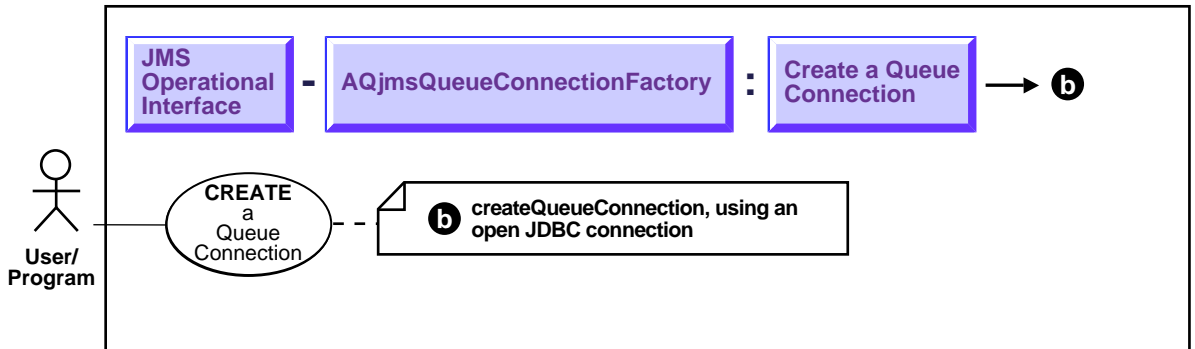 JMS
Operational
Interface
-
AQjmsQueueConnectionFactory
:
Create a Queue
Connection
b
User/
Program
CREATE
a
Queue
Connection
b
createQueueConnection, using an
open JDBC connection